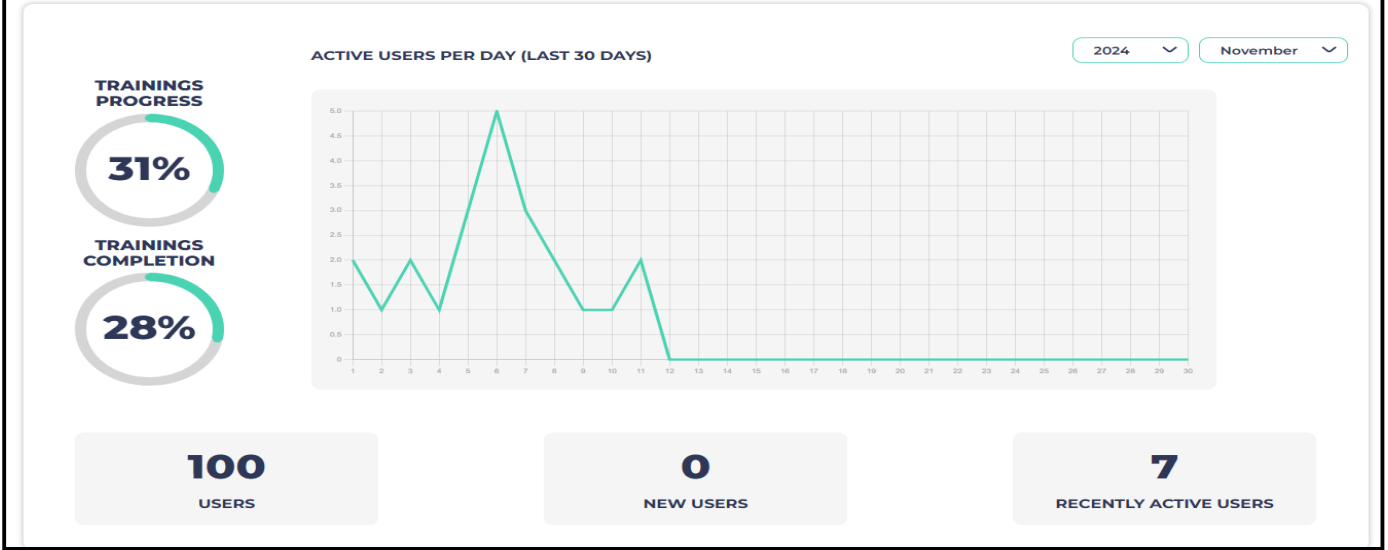 ACTIVE USERS PER DAY (LAST 30 DAYS)
2024
November
TRAININGS
PROGRESS
31%
TRAININGS
COMPLETION
28%
5.0
4.5
4.0
3.5
3.0
2.5
2.0
1.5
1.0
0.5
0
1 2 3 4 5 6 7 8 9 10 11 12 13 14 15 16 17 18 19 20 21 22 23 24 25 26 27 28 29 30
100
USERS
0
NEW USERS
7
RECENTLY ACTIVE USERS